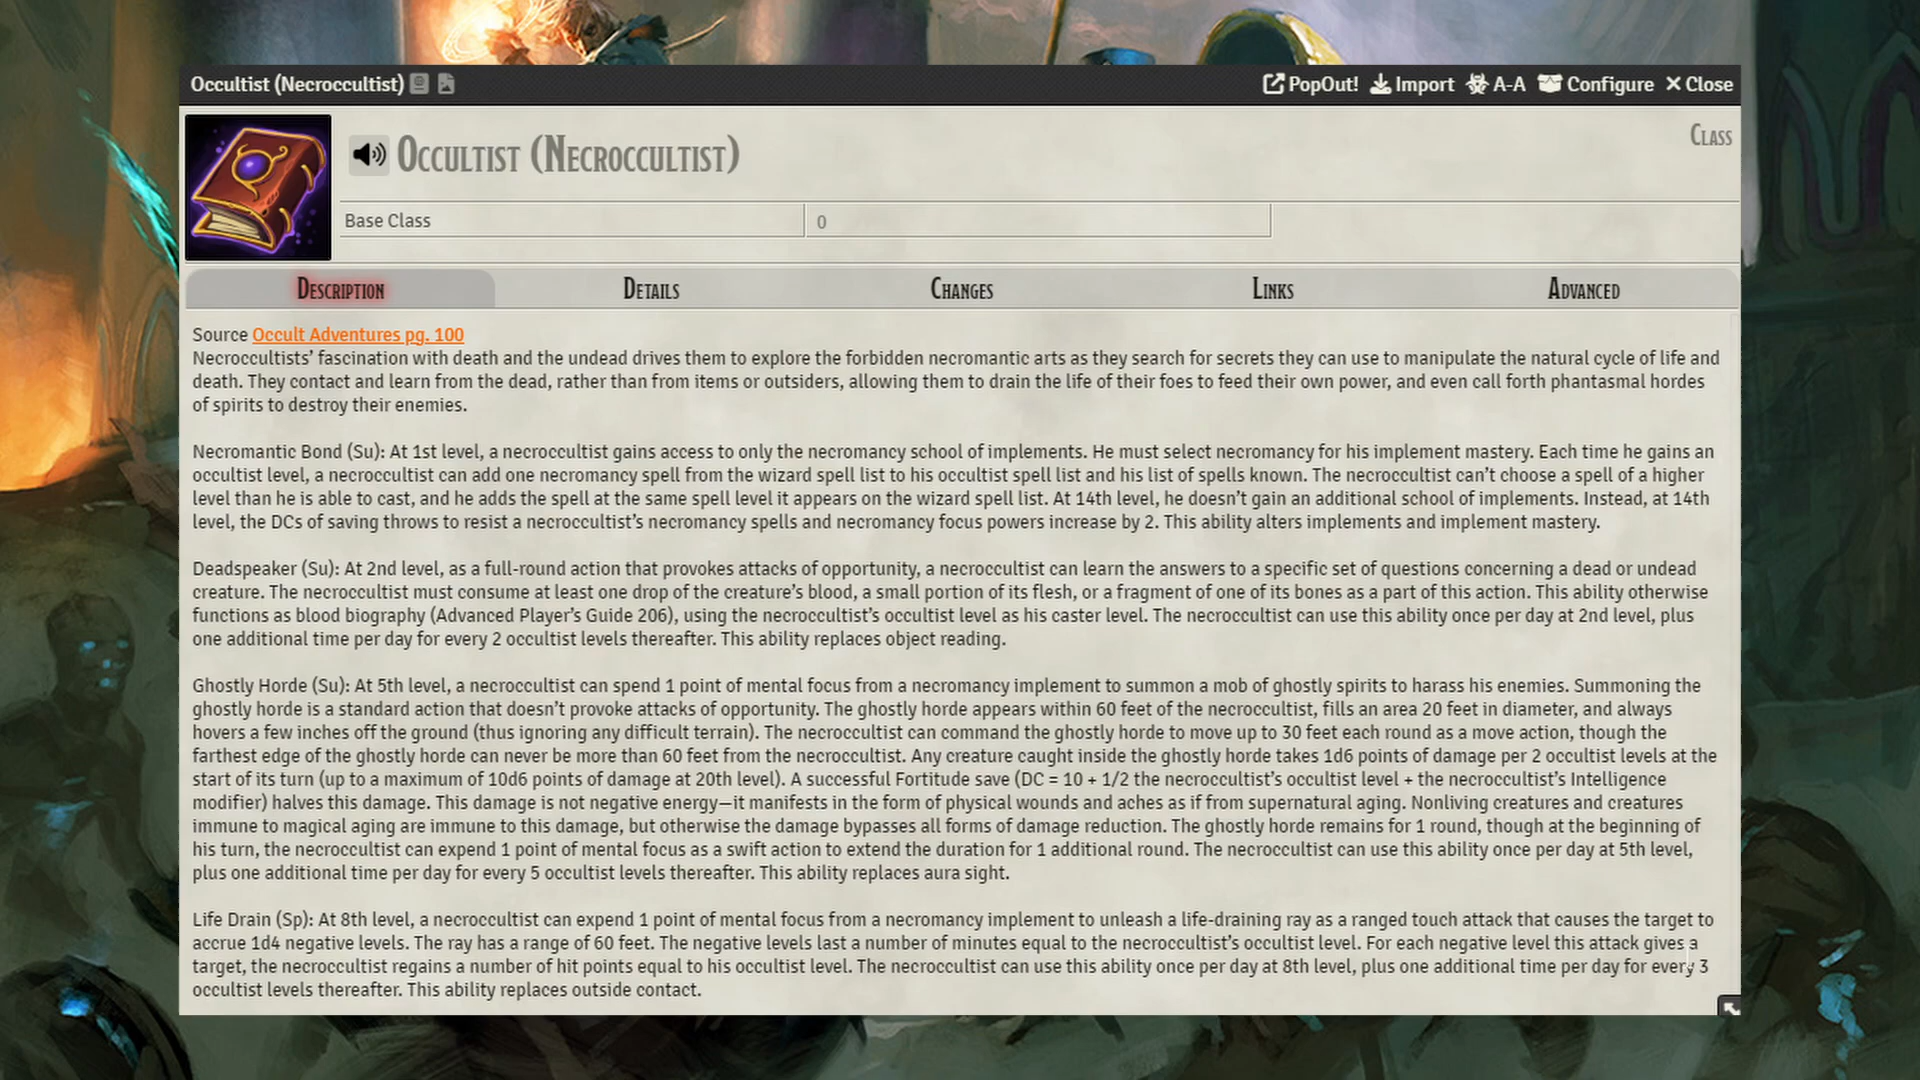 Occultist (Necroccultist)
PopOut! Import A-A Configure Close
Occultist (Necroccultist)
Class
Base Class
0
Description Details Changes Links Advanced
Source Occult Adventures pg. 100
Necroccultists’ fascination with death and the undead drives them to explore the forbidden necromantic arts as they search for secrets they can use to manipulate the natural cycle of life and
death. They contact and learn from the dead, rather than from items or outsiders, allowing them to drain the life of their foes to feed their own power, and even call forth phantasmal hordes
of spirits to destroy their enemies.
Necromantic Bond (Su): At 1st level, a necroccultist gains access to only the necromancy school of implements. He must select necromancy for his implement mastery. Each time he gains an
occultist level, a necroccultist can add one necromancy spell from the wizard spell list to his occultist spell list and his list of spells known. The necroccultist can’t choose a spell of a higher
level than he is able to cast, and he adds the spell at the same spell level it appears on the wizard spell list. At 14th level, he doesn’t gain an additional school of implements. Instead, at 14th
level, the DCs of saving throws to resist a necroccultist’s necromancy spells and necromancy focus powers increase by 2. This ability alters implements and implement mastery.
Deadspeaker (Su): At 2nd level, as a full-round action that provokes attacks of opportunity, a necroccultist can learn the answers to a specific set of questions concerning a dead or undead
creature. The necroccultist must consume at least one drop of the creature’s blood, a small portion of its flesh, or a fragment of one of its bones as a part of this action. This ability otherwise
functions as blood biography (Advanced Player’s Guide 206), using the necroccultist’s occultist level as his caster level. The necroccultist can use this ability once per day at 2nd level, plus
one additional time per day for every 2 occultist levels thereafter. This ability replaces object reading.
Ghostly Horde (Su): At 5th level, a necroccultist can spend 1 point of mental focus from a necromancy implement to summon a mob of ghostly spirits to harass his enemies. Summoning the
ghostly horde is a standard action that doesn’t provoke attacks of opportunity. The ghostly horde appears within 60 feet of the necroccultist, fills an area 20 feet in diameter, and always
hovers a few inches off the ground (thus ignoring any difficult terrain). The necroccultist can command the ghostly horde to move up to 30 feet each round as a move action, though the
farthest edge of the ghostly horde can never be more than 60 feet from the necroccultist. Any creature caught inside the ghostly horde takes 1d6 points of damage per 2 occultist levels at the
start of its turn (up to a maximum of 10d6 points of damage at 20th level). A successful Fortitude save (DC = 10 + 1/2 the necroccultist’s occultist level + the necroccultist’s Intelligence
modifier) halves this damage. This damage is not negative energy—it manifests in the form of physical wounds and aches as if from supernatural aging. Nonliving creatures and creatures
immune to magical aging are immune to this damage, but otherwise the damage bypasses all forms of damage reduction. The ghostly horde remains for 1 round, though at the beginning of
his turn, the necroccultist can expend 1 point of mental focus as a swift action to extend the duration for 1 additional round. The necroccultist can use this ability once per day at 5th level,
plus one additional time per day for every 5 occultist levels thereafter. This ability replaces aura sight.
Life Drain (Sp): At 8th level, a necroccultist can expend 1 point of mental focus from a necromancy implement to unleash a life-draining ray as a ranged touch attack that causes the target to
accrue 1d4 negative levels. The ray has a range of 60 feet. The negative levels last a number of minutes equal to the necroccultist’s occultist level. For each negative level this attack gives a
target, the necroccultist regains a number of hit points equal to his occultist level. The necroccultist can use this ability once per day at 8th level, plus one additional time per day for every 3
occultist levels thereafter. This ability replaces outside contact.